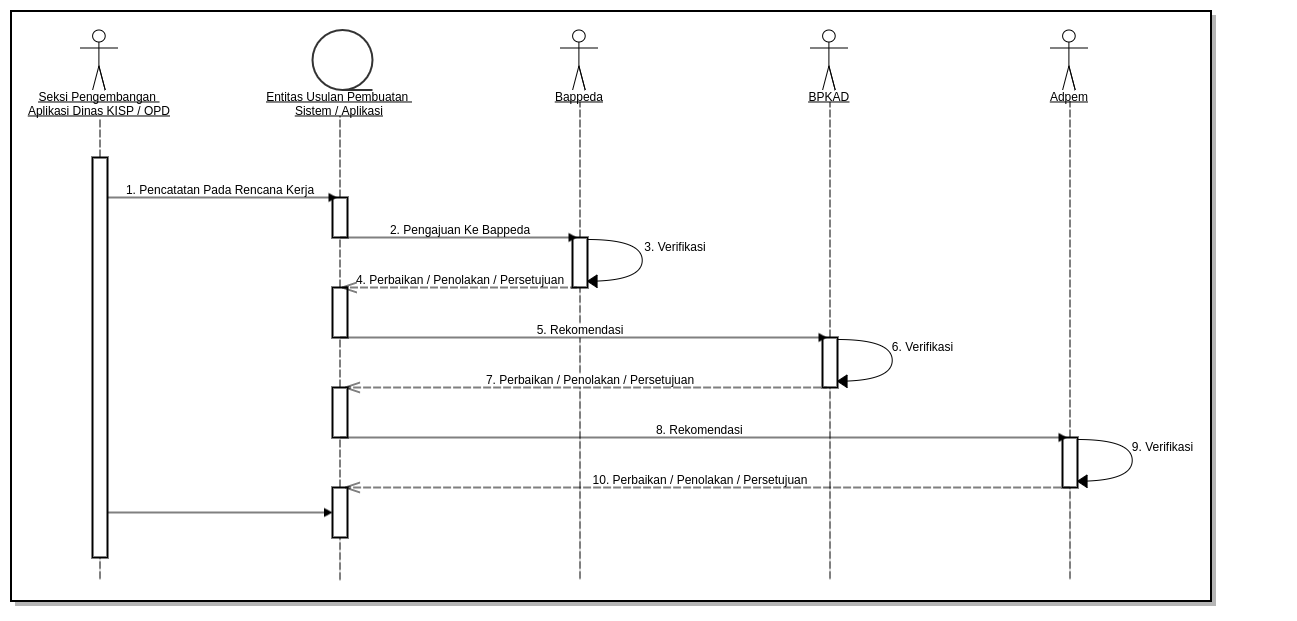 Seksi Pengembangan
Aplikasi Dinas KISP / OPD
Entitas Usulan Pembuatan
Sistem / Aplikasi
Bappeda
BPKAD
Adpem
1. Pencatatan Pada Rencana Kerja
2. Pengajuan Ke Bappeda
3. Verifikasi
4. Perbaikan / Penolakan / Persetujuan
5. Rekomendasi
6. Verifikasi
7. Perbaikan / Penolakan / Persetujuan
8. Rekomendasi
9. Verifikasi
10. Perbaikan / Penolakan / Persetujuan